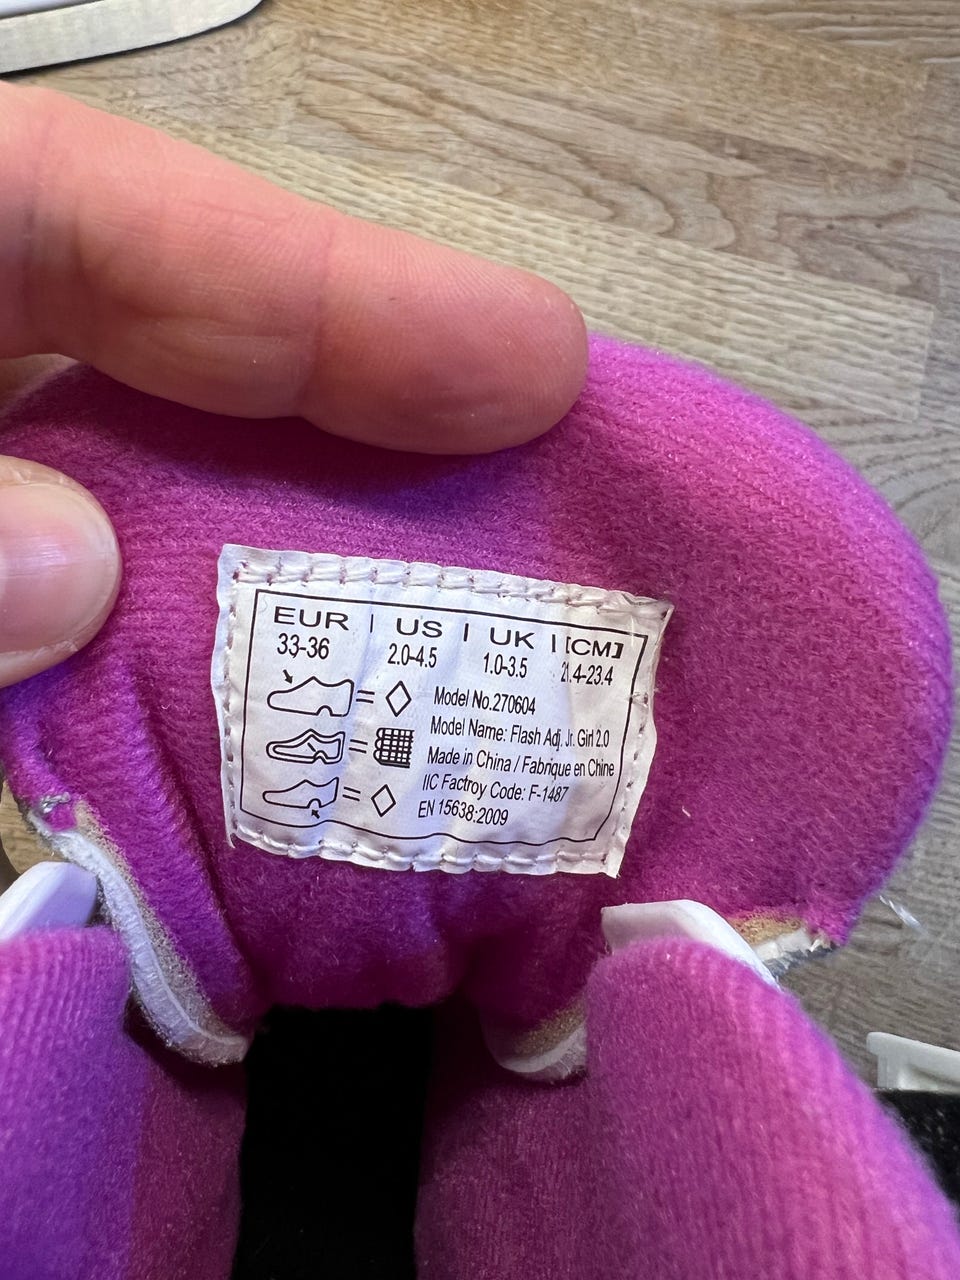 EUR | US | UK | [CM]
33-36 2.0-4.5 1.0-3.5 21.4-23.4
Model No.270604
Model Name: Flash Adj. Jr. Girl 2.0
Made in China / Fabrique en Chine
IIC Factroy Code: F-1487
EN 15638:2009